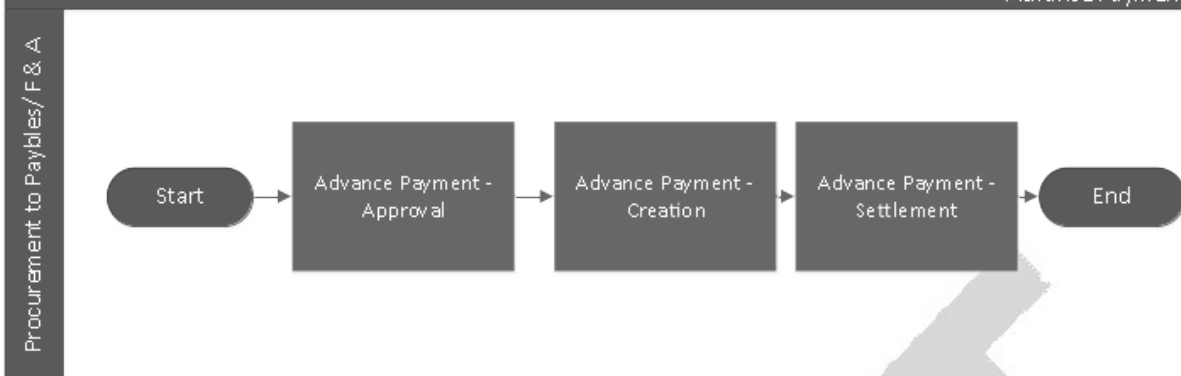 Procurement to Paybles/ F & A
Start
Advance Payment -
Approval
Advance Payment -
Creation
Advance Payment -
Settlement
End